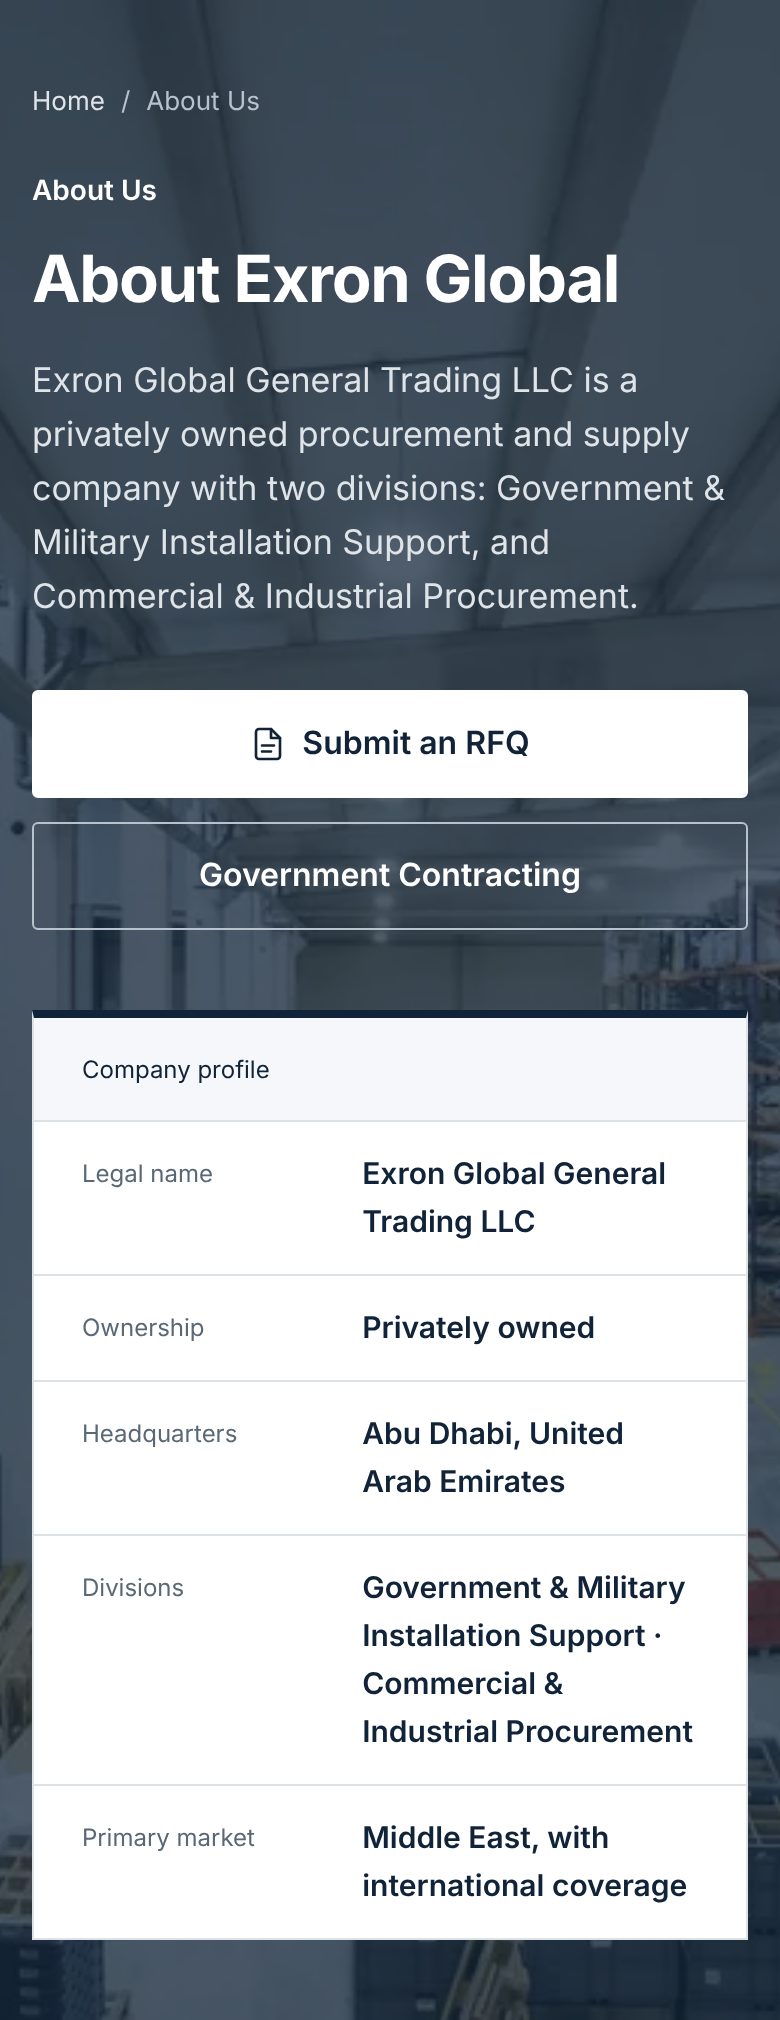 Home / About Us
About Us
About Exron Global
Exron Global General Trading LLC is a
privately owned procurement and supply
company with two divisions: Government &
Military Installation Support, and
Commercial & Industrial Procurement.
Submit an RFQ
Government Contracting
Company profile
Legal name
Exron Global General
Trading LLC
Ownership
Privately owned
Headquarters
Abu Dhabi, United
Arab Emirates
Divisions
Government & Military
Installation Support ·
Commercial &
Industrial Procurement
Primary market
Middle East, with
international coverage